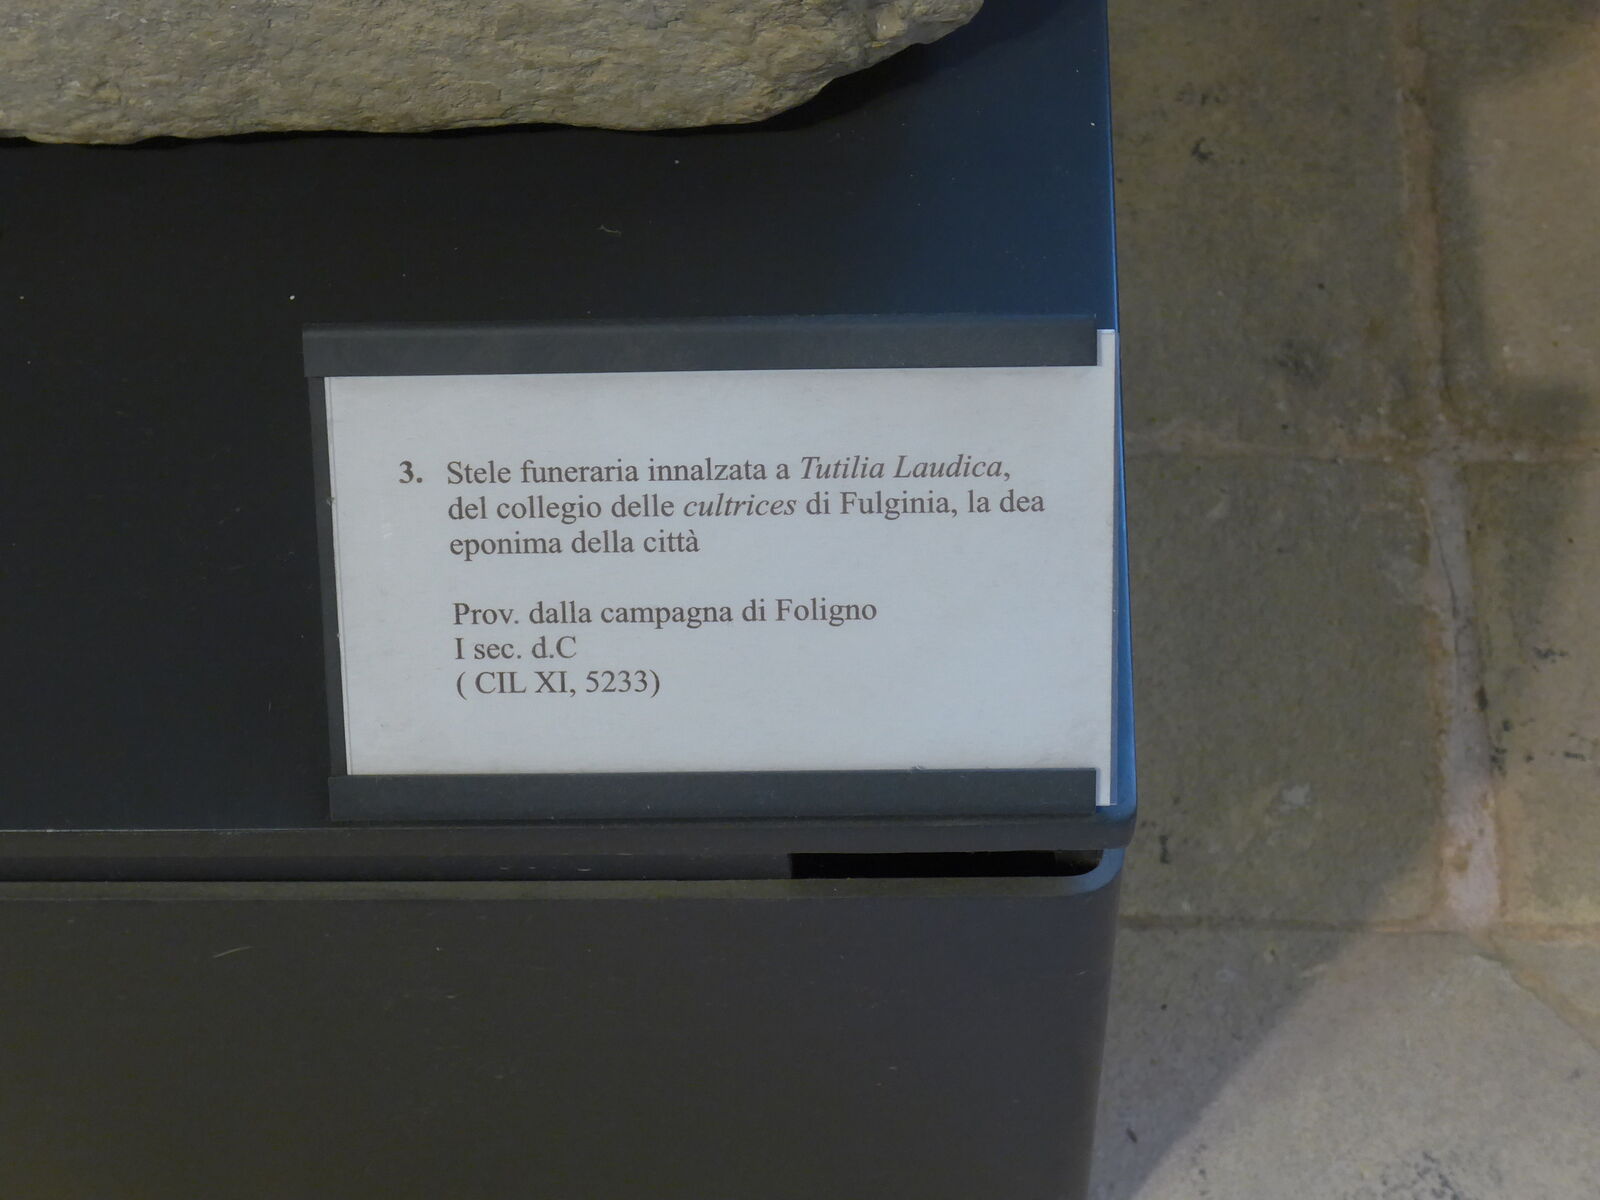 3. Stele funeraria innalzata a Tutilia Laudica,
del collegio delle cultrices di Fulginia, la dea
eponima della città
Prov. dalla campagna di Foligno
I sec. d.C
( CIL XI, 5233)